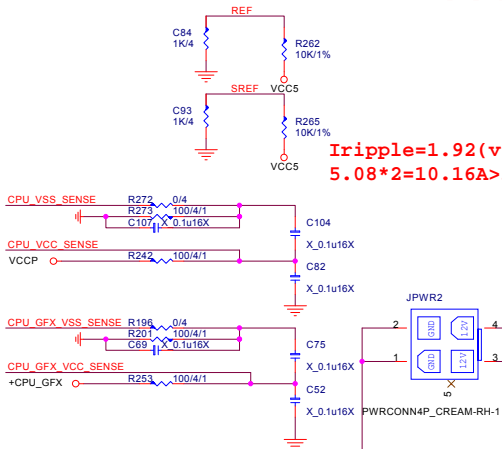 REF
C84
1K/4
R262
10K/1%
VCC5
SREF
C93
1K/4
R265
10K/1%
VCC5
Iripple=1.92(v
5.08*2=10.16A>
CPU_VSS_SENSE
R272 0/4
R273 100/4/1
C107 X_0.1u16X
C104
X_0.1u16X
CPU_VCC_SENSE
VCCP
R242 100/4/1
C82
X_0.1u16X
CPU_GFX_VSS_SENSE
R196 0/4
R201 100/4/1
C69 X_0.1u16X
C75
X_0.1u16X
CPU_GFX_VCC_SENSE
+CPU_GFX
R253 100/4/1
C52
X_0.1u16X
JPWR2
2 GND 12V 4
1 GND 12V 3
5
PWRCONN4P_CREAM-RH-1